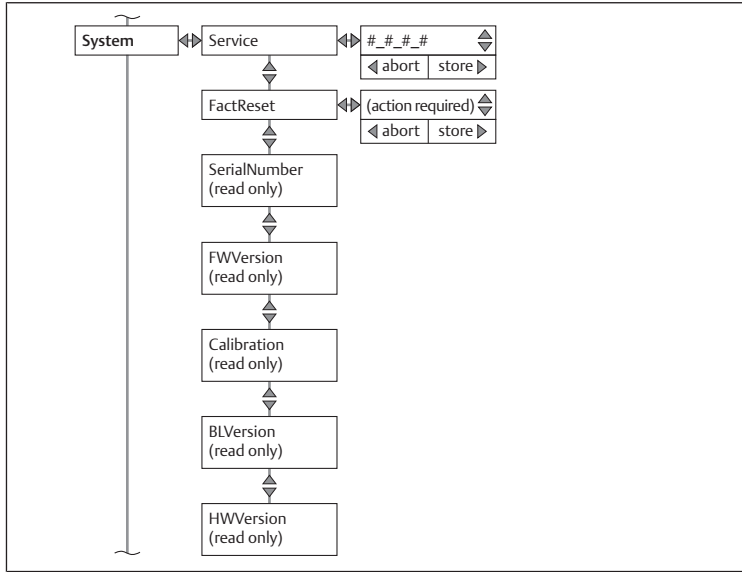 System
Service
#_#_#_#
abort store
FactReset
(action required)
abort store
SerialNumber
(read only)
FWVersion
(read only)
Calibration
(read only)
BLVersion
(read only)
HWVersion
(read only)